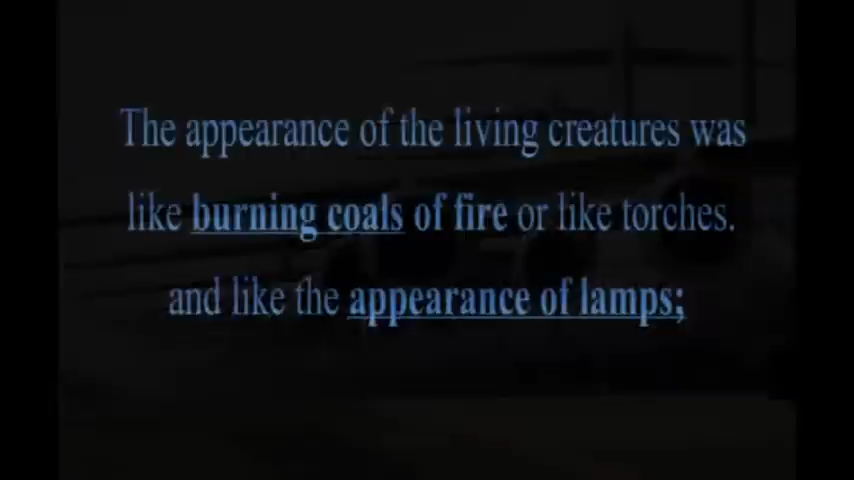 The appearance of the living creatures was
like burning coals of fire or like torches.
and like the appearance of lamps;